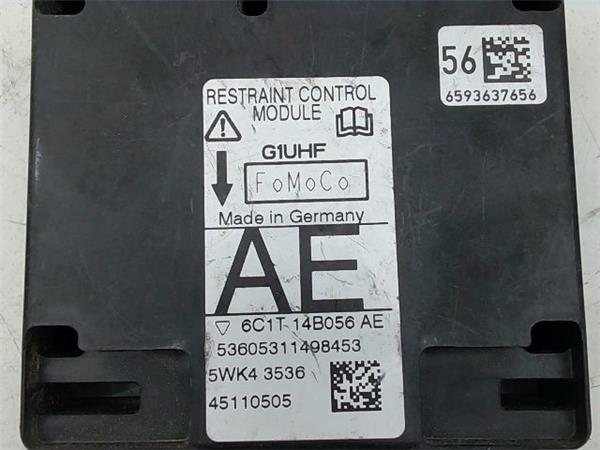 56
6593637656
RESTRAINT CONTROL
MODULE
G1UHF
FoMoCo
Made in Germany
AE
6C1T 14B056 AE
53605311498453
5WK4 3536
45110505